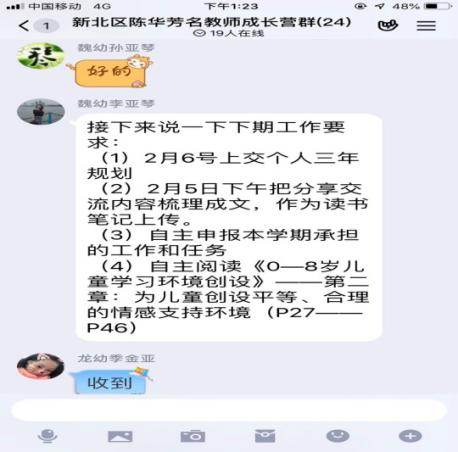 中国移动 4G 下午1:23 48%
1 新北区陈华芳名教师成长营群(24)
19人在线
魏幼孙亚琴
好的
魏幼李亚琴
接下来说一下下期工作要
求：
（1）2月6号上交个人三年
规划
（2）2月5日下午把分享交
流内容梳理成文，作为读书
笔记上传。
（3）自主申报本学期承担
的工作和任务
（4）自主阅读《0—8岁儿
童学习环境创设》——第二
章：为儿童创设平等、合理
的情感支持环境（P27——
P46）
龙幼季金亚
收到